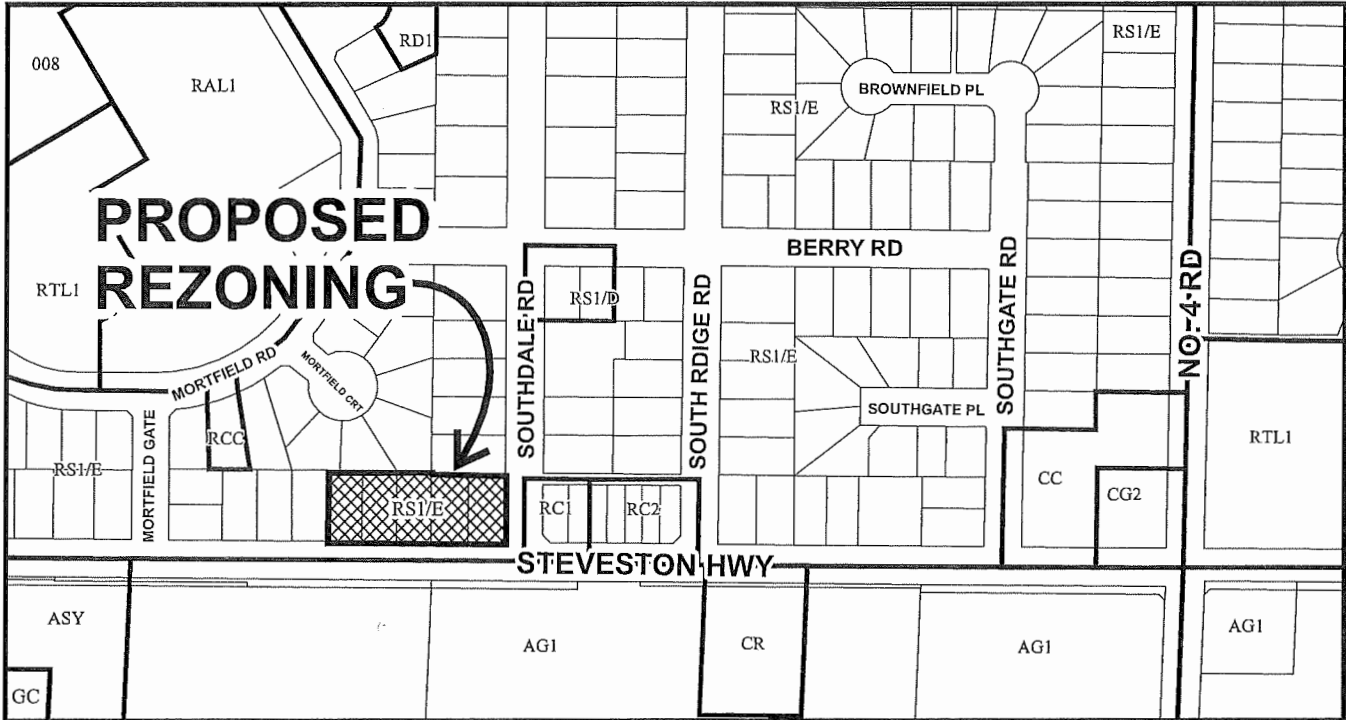 RD1
RS1/E
008
RAL1
BROWNFIELD PL
RS1/E
PROPOSED
REZONING
BERRY RD
RTL1
RS1/D
SOUTHDALE RD
SOUTH RDIGE RD
SOUTHGATE RD
NO. 4 RD
MORTFIELD RD
MORTFIELD CRT
RS1/E
SOUTHGATE PL
RCC
MORTFIELD GATE
RS1/E
RTL1
CC
CG2
RS1/E
RC1
RC2
STEVESTON HWY
ASY
AG1
CR
AG1
AG1
GC